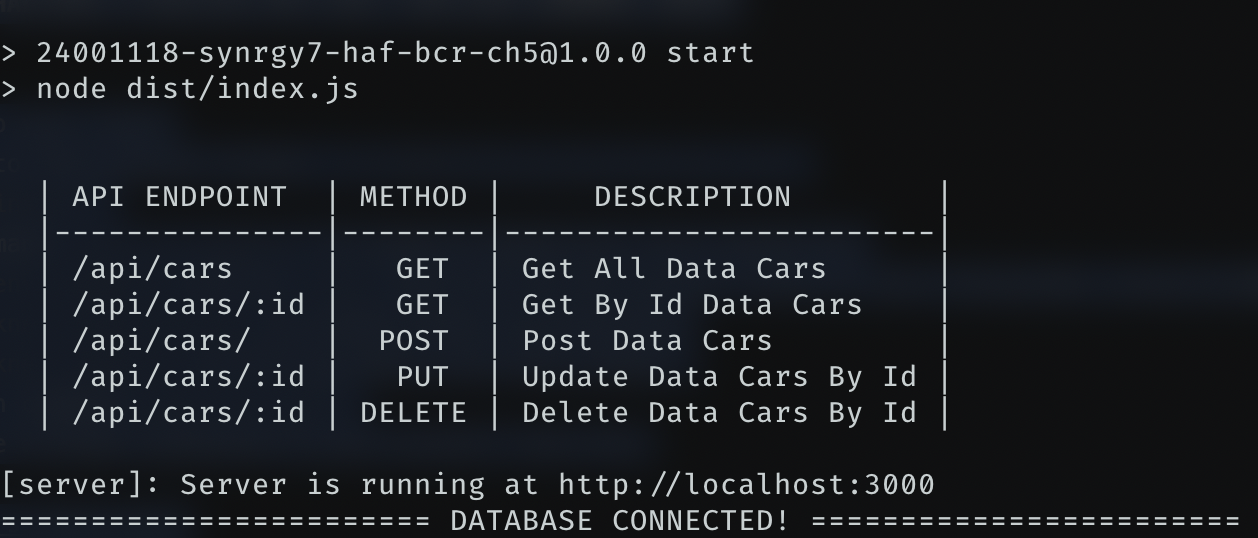 > 24001118-synrgy7-haf-bcr-ch5@1.0.0 start
> node dist/index.js
| API ENDPOINT | METHOD | DESCRIPTION |
|---------------|--------|------------------------|
| /api/cars | GET | Get All Data Cars |
| /api/cars/:id | GET | Get By Id Data Cars |
| /api/cars/ | POST | Post Data Cars |
| /api/cars/:id | PUT | Update Data Cars By Id |
| /api/cars/:id | DELETE | Delete Data Cars By Id |
[server]: Server is running at http://localhost:3000
======================== DATABASE CONNECTED! ========================